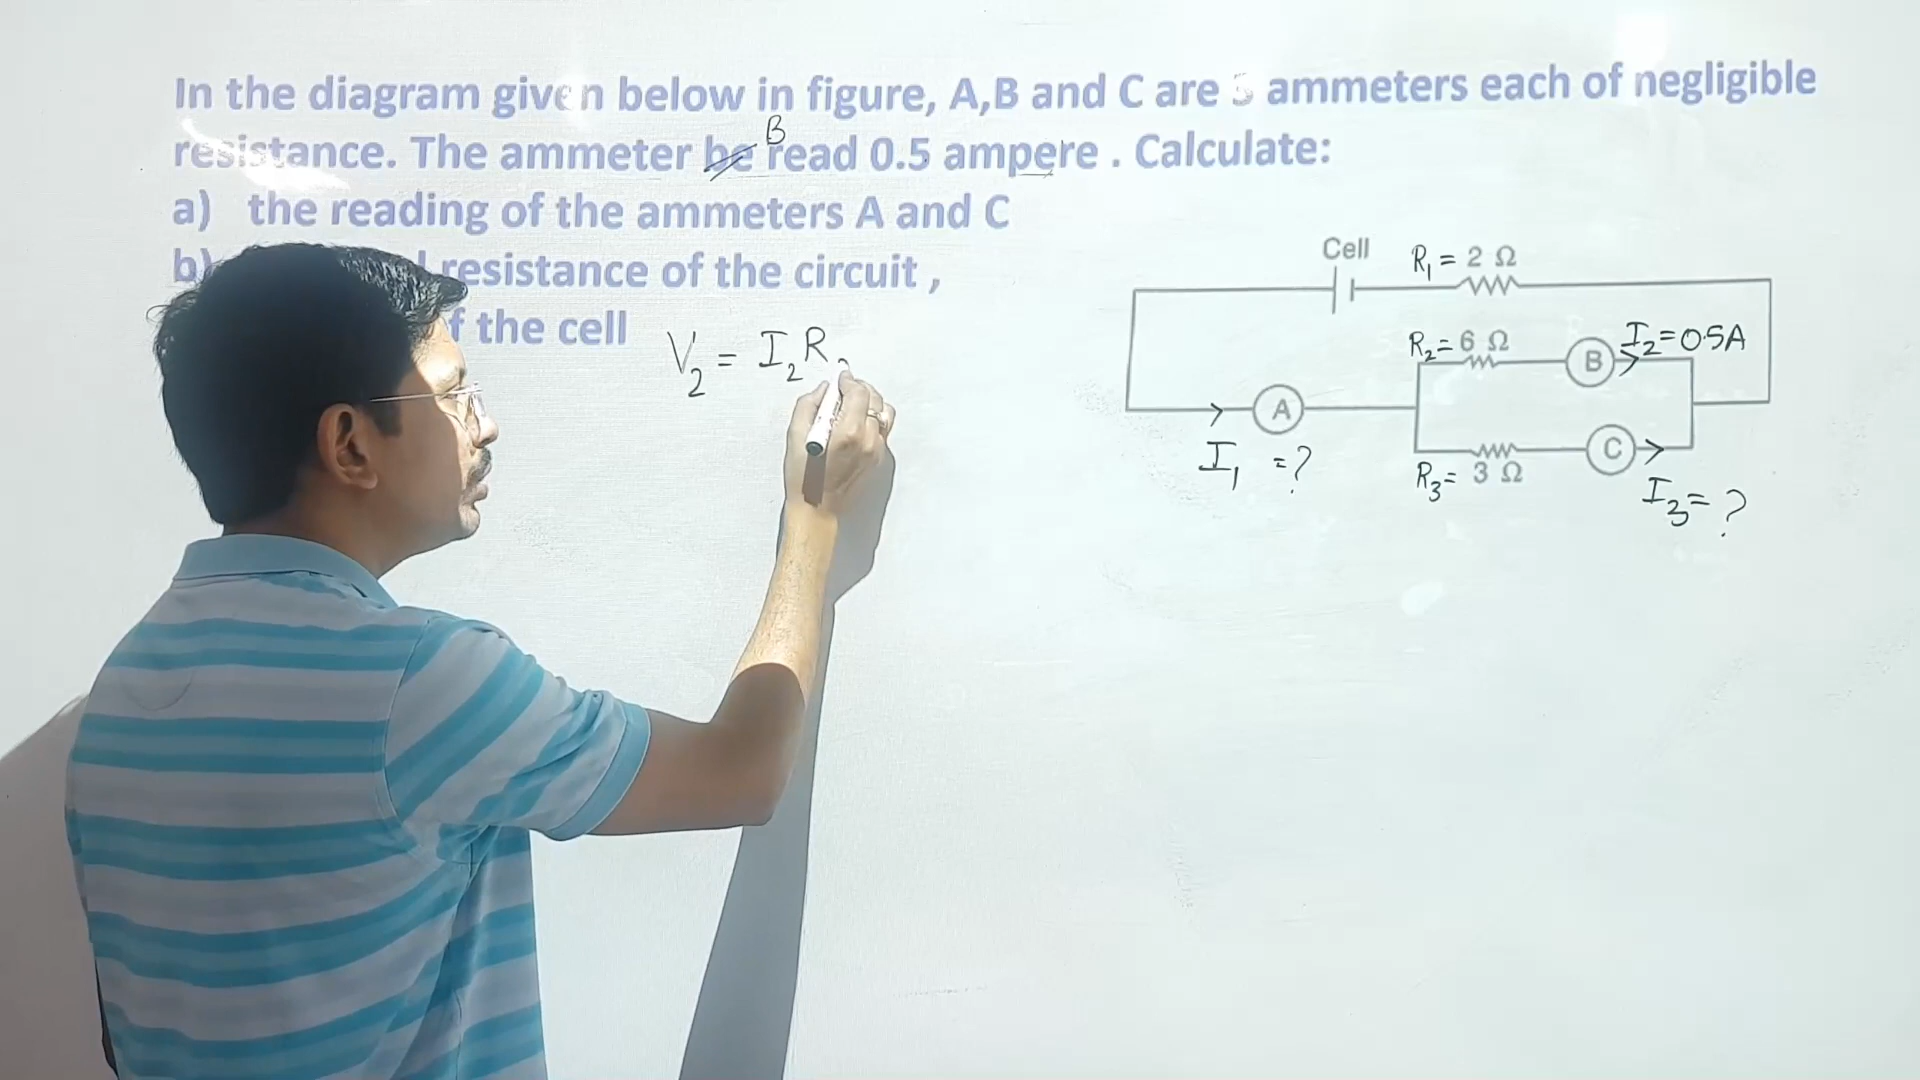 In the diagram given below in figure, A,B and C are 3 ammeters each of negligible
B
resistance. The ammeter be read 0.5 ampere . Calculate:
a) the reading of the ammeters A and C
b) resistance of the circuit ,
f the cell
V₂ = I₂R
Cell
R₁ = 2 Ω
R₂= 6 Ω
B
I₂=0.5A
A
I₁ =?
R₃= 3 Ω
C
I₃= ?